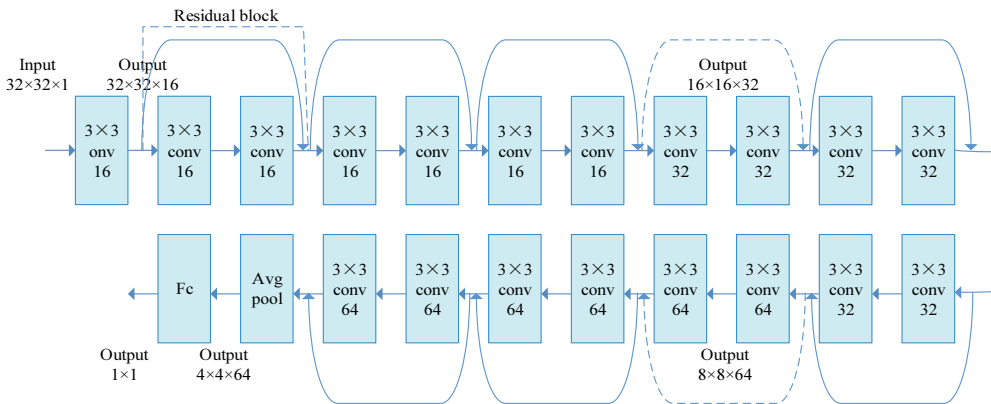 Residual block
Input
32×32×1
Output
32×32×16
Output
16×16×32
3×3
onv
16
3×3
conv
16
3×3
conv
16
3×3
conv
16
3×3
conv
16
3×3
conv
16
3×3
conv
16
3×3
conv
32
3×3
conv
32
3×3
conv
32
3×3
conv
32
Fc
Avg
pool
3×3
conv
64
3×3
conv
64
3×3
conv
64
3×3
conv
64
3×3
conv
64
3×3
conv
64
3×3
conv
32
3×3
conv
32
Output
1×1
Output
4×4×64
Output
8×8×64